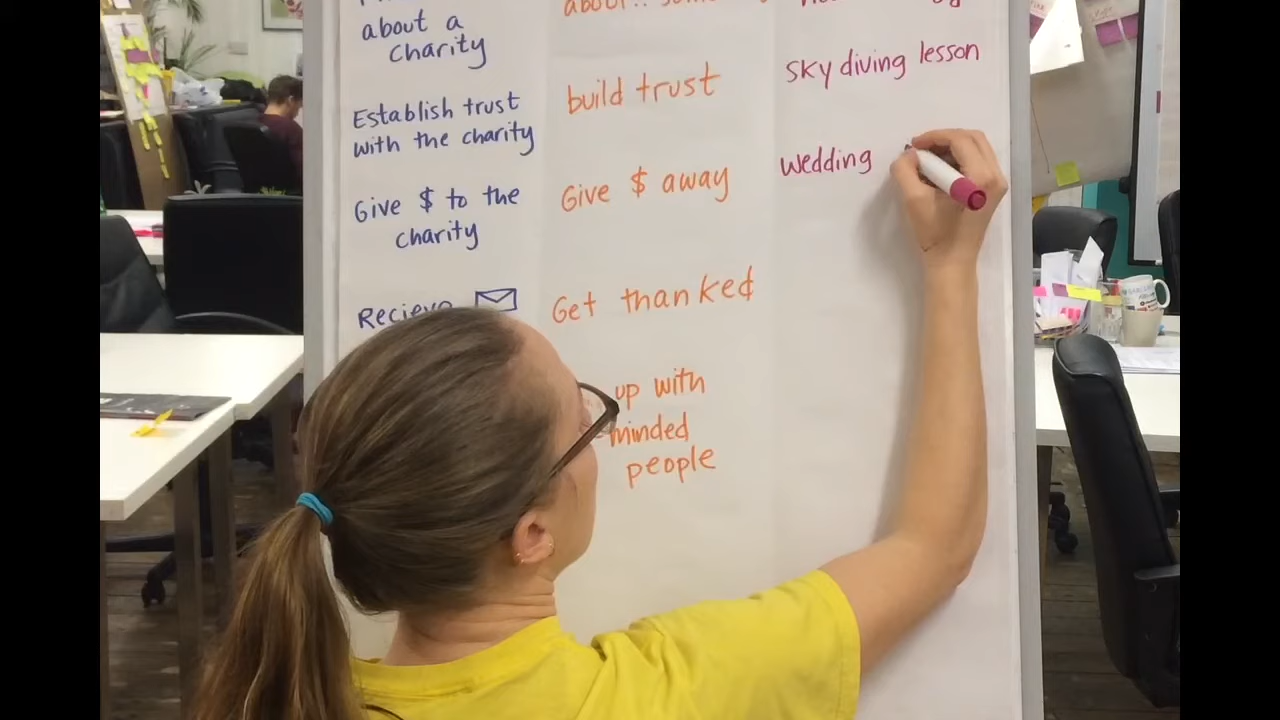 about a
charity
Establish trust
with the charity
Give $ to the
charity
Recieve
about..
build trust
Give $ away
Get thanked
up with
minded
people
Sky diving lesson
Wedding